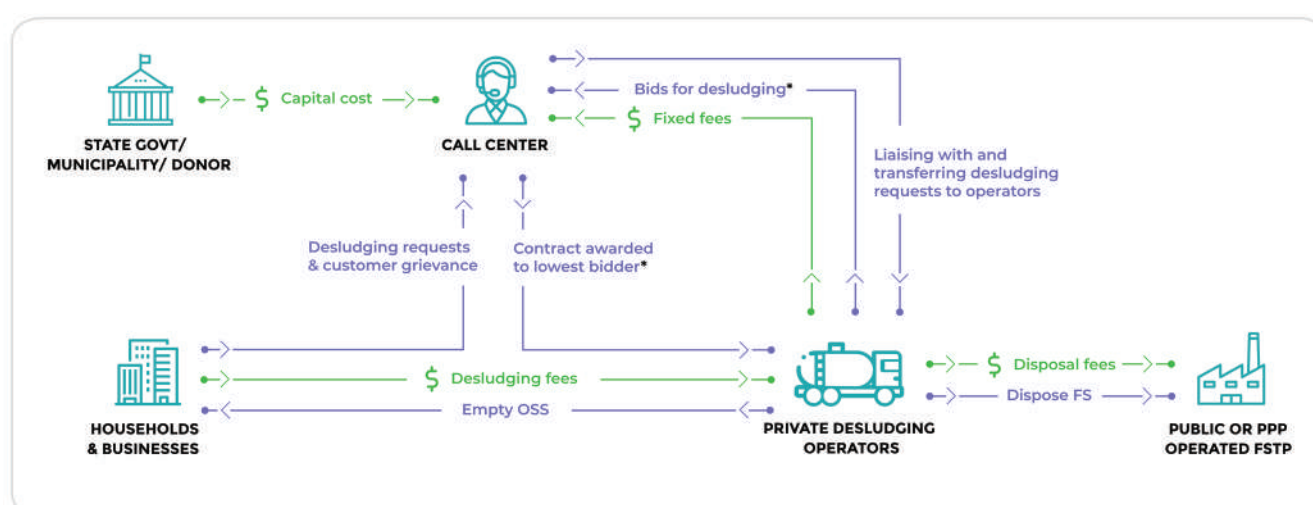 $ Capital cost
STATE GOVT/
MUNICIPALITY/ DONOR
CALL CENTER
Bids for desludging*
$ Fixed fees
Liaising with and
transferring desludging
requests to operators
Desludging requests
& customer grievance
Contract awarded
to lowest bidder*
$ Desludging fees
Empty OSS
HOUSEHOLDS
& BUSINESSES
PRIVATE DESLUDGING
OPERATORS
$ Disposal fees
Dispose FS
PUBLIC OR PPP
OPERATED FSTP